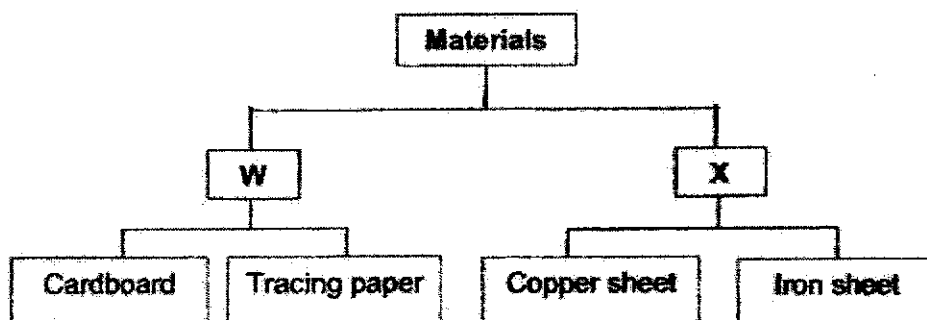 Materials
W
X
Cardboard
Tracing paper
Copper sheet
Iron sheet